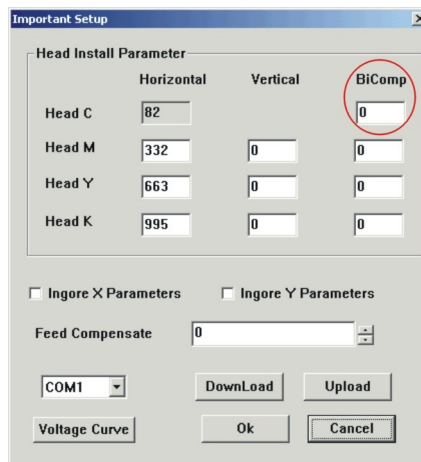 Important Setup
Head Install Parameter
Horizontal Vertical BiComp
Head C 82 0
Head M 332 0 0
Head Y 663 0 0
Head K 995 0 0
Ingore X Parameters Ingore Y Parameters
Feed Compensate 0
COM1 DownLoad Upload
Voltage Curve Ok Cancel